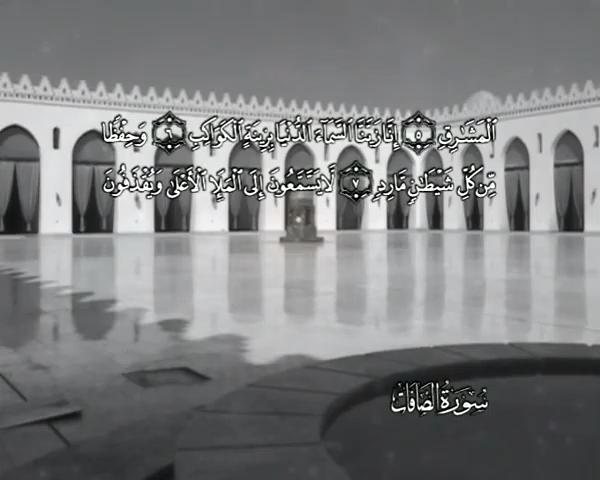 ٱلْمَشَـٰرِقِ ٥ إِنَّا زَيَّنَّا ٱلسَّمَآءَ ٱلدُّنْيَا بِزِينَةٍ ٱلْكَوَاكِبِ ٦ وَحِفْظًا
مِّن كُلِّ شَيْطَـٰنٍ مَّارِدٍ ٧ لَّا يَسَّمَّعُونَ إِلَى ٱلْمَلَإِ ٱلْأَعْلَىٰ وَيُقْذَفُونَ
سُورَةُ الصَّافَّات